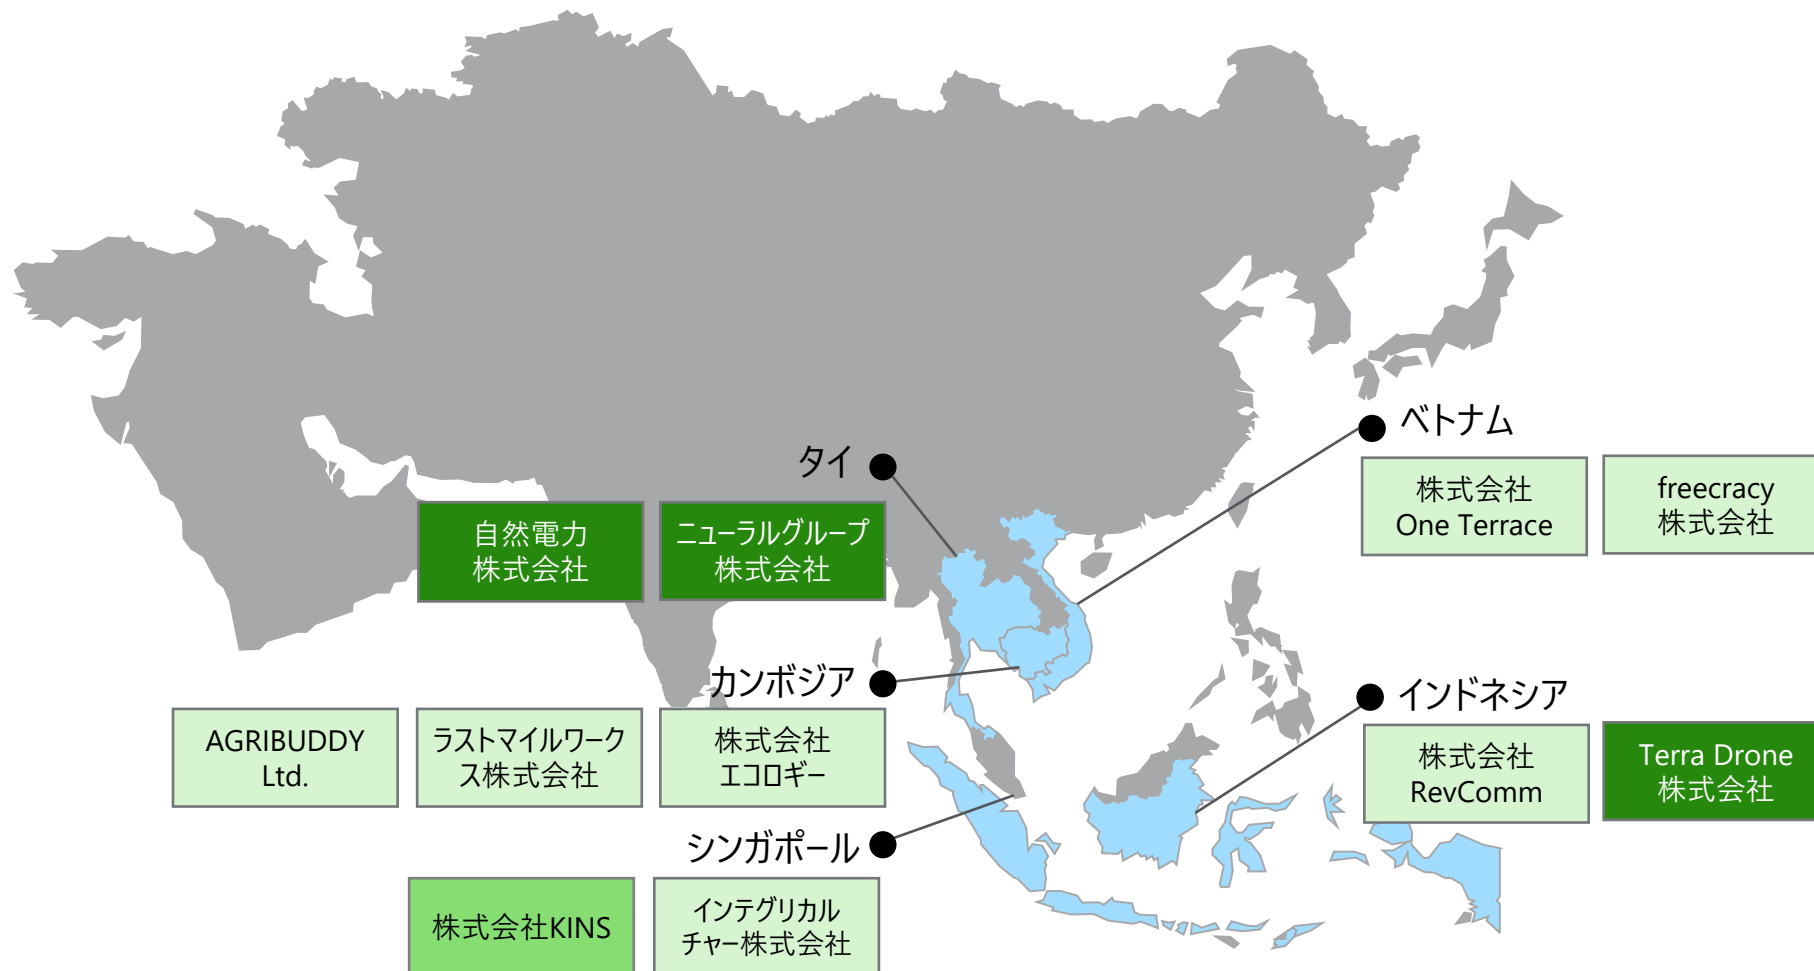 タイ
自然電力
株式会社
ニューラルグループ
株式会社
ベトナム
株式会社
One Terrace
freecracy
株式会社
カンボジア
AGRIBUDDY
Ltd.
ラストマイルワーク
ス株式会社
株式会社
エコロギー
インドネシア
株式会社
RevComm
Terra Drone
株式会社
シンガポール
株式会社KINS
インテグリカル
チャー株式会社